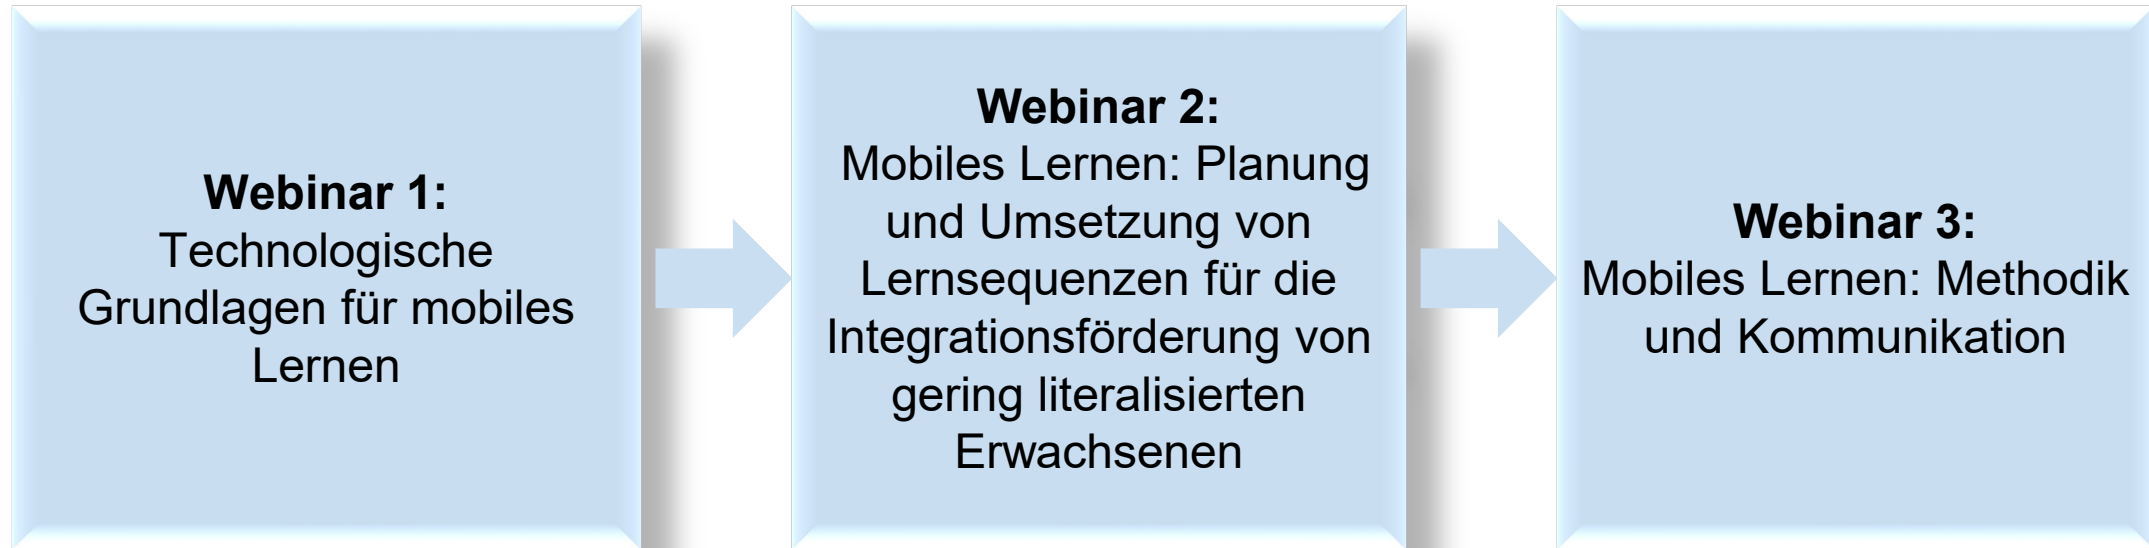 Webinar 1:
Technologische
Grundlagen für mobiles
Lernen
Webinar 2:
Mobiles Lernen: Planung
und Umsetzung von
Lernsequenzen für die
Integrationsförderung von
gering literalisierten
Erwachsenen
Webinar 3:
Mobiles Lernen: Methodik
und Kommunikation